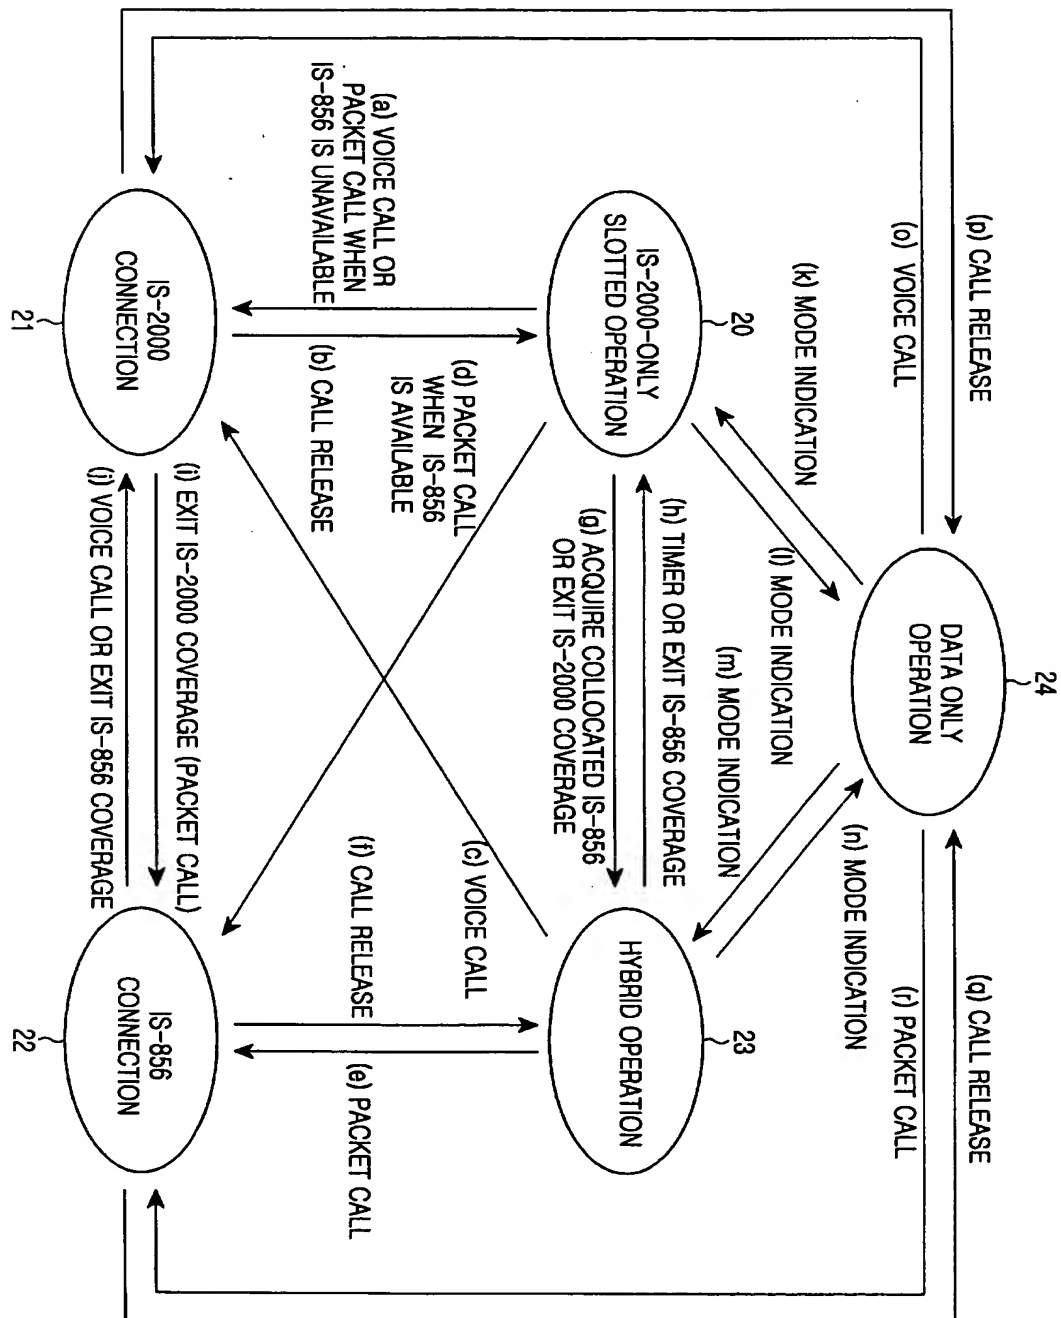 24
(p) CALL RELEASE
(q) CALL RELEASE
DATA ONLY
OPERATION
(o) VOICE CALL
(r) PACKET CALL
(k) MODE INDICATION
(l) MODE INDICATION
(m) MODE INDICATION
(n) MODE INDICATION
20
23
IS-2000-ONLY
SLOTTED OPERATION
(h) TIMER OR EXIT IS-856 COVERAGE
(g) ACQUIRE COLLOCATED IS-856
OR EXIT IS-2000 COVERAGE
HYBRID OPERATION
(a) VOICE CALL OR
PACKET CALL WHEN
IS-856 IS UNAVAILABLE
(d) PACKET CALL
WHEN IS-856
IS AVAILABLE
(b) CALL RELEASE
(c) VOICE CALL
(f) CALL RELEASE
(e) PACKET CALL
IS-2000
CONNECTION
21
(i) EXIT IS-2000 COVERAGE (PACKET CALL)
(j) VOICE CALL OR EXIT IS-856 COVERAGE
IS-856
CONNECTION
22